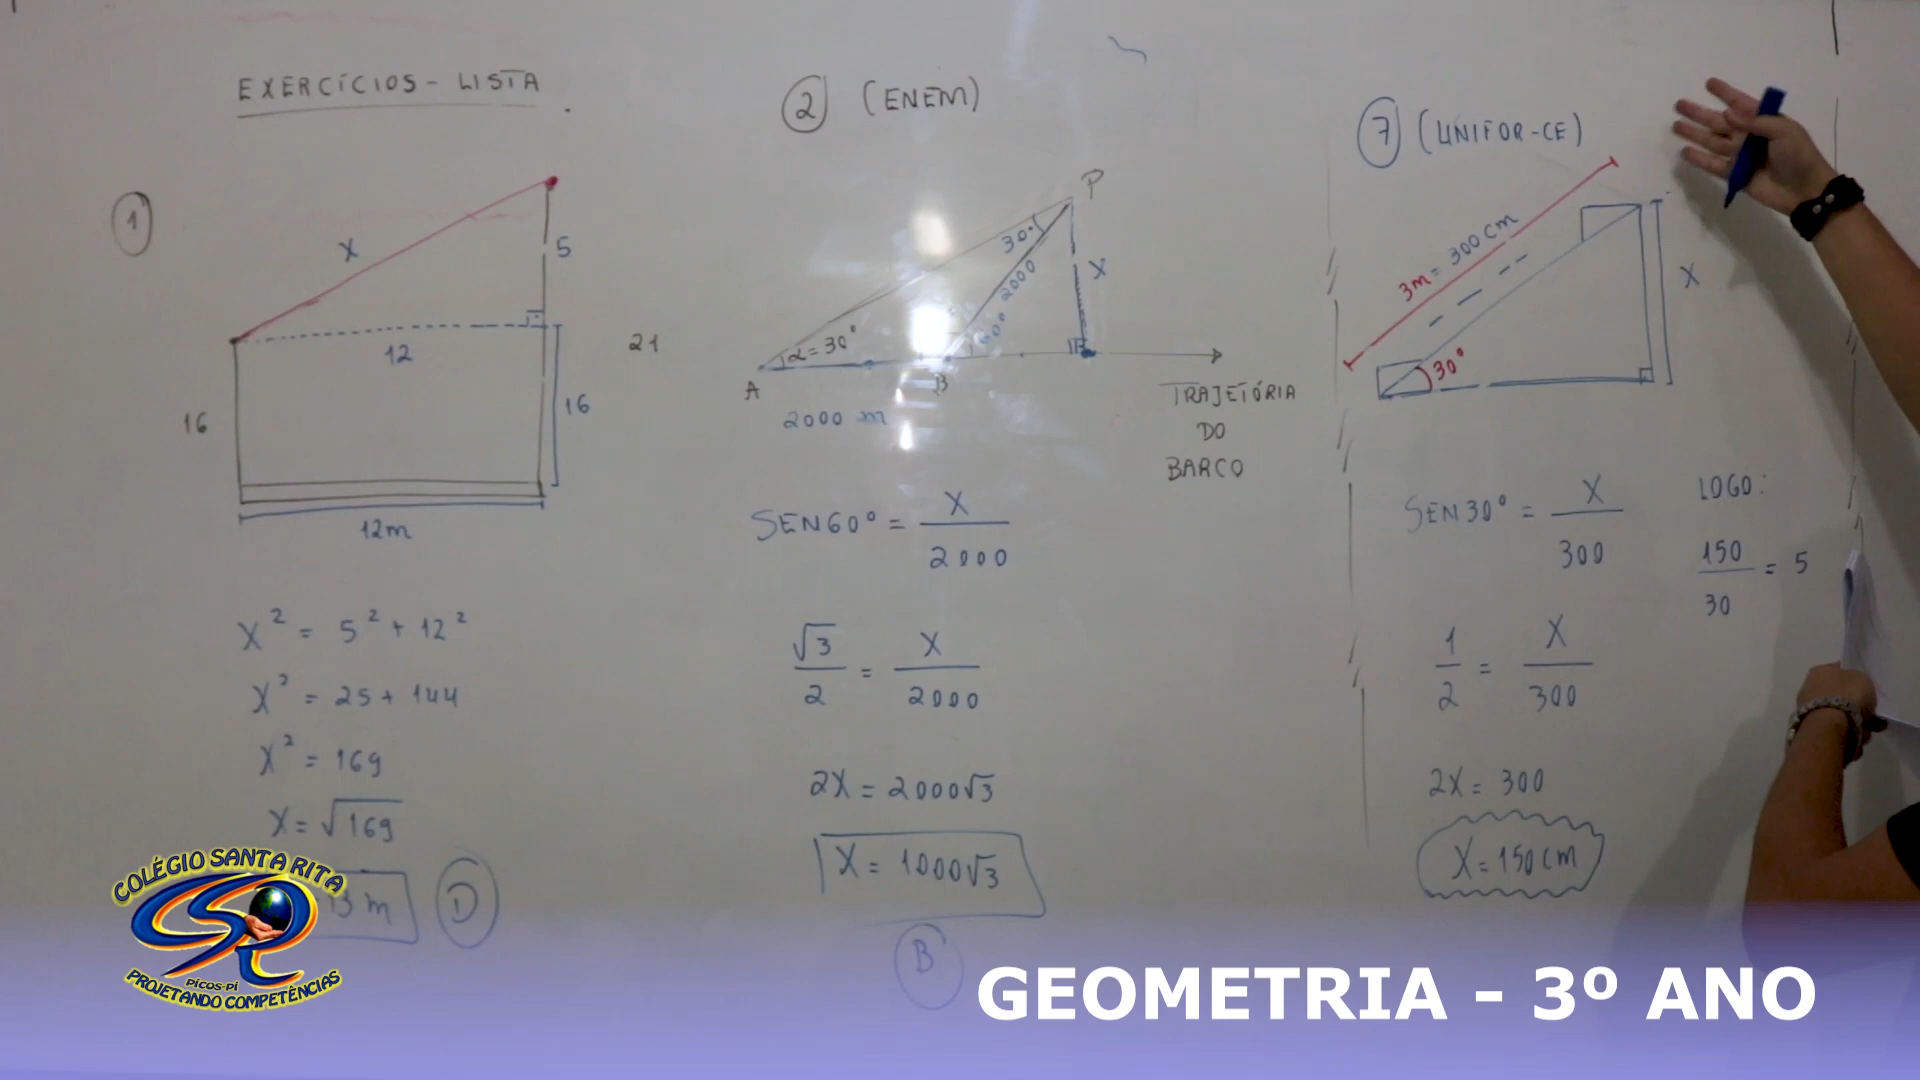 EXERCÍCIOS - LISTA
1
X
5
12
21
16
16
12m
X² = 5² + 12²
X² = 25 + 144
X² = 169
X = √169
13 m
D
2 (ENEM)
P
30°
2000
X
α = 30°
60°
A
B
2000 m
TRAJETÓRIA
DO
BARCO
SEN60° = X/2000
√3/2 = X/2000
2X = 2000√3
X = 1000√3
B
7 (UNIFOR-CE)
3m = 300 cm
X
30°
SEN30° = X/300
1/2 = X/300
2X = 300
X = 150 cm
LOGO:
150/30 = 5
COLÉGIO SANTA RITA
PICOS-PI
PROJETANDO COMPETÊNCIAS
GEOMETRIA - 3º ANO